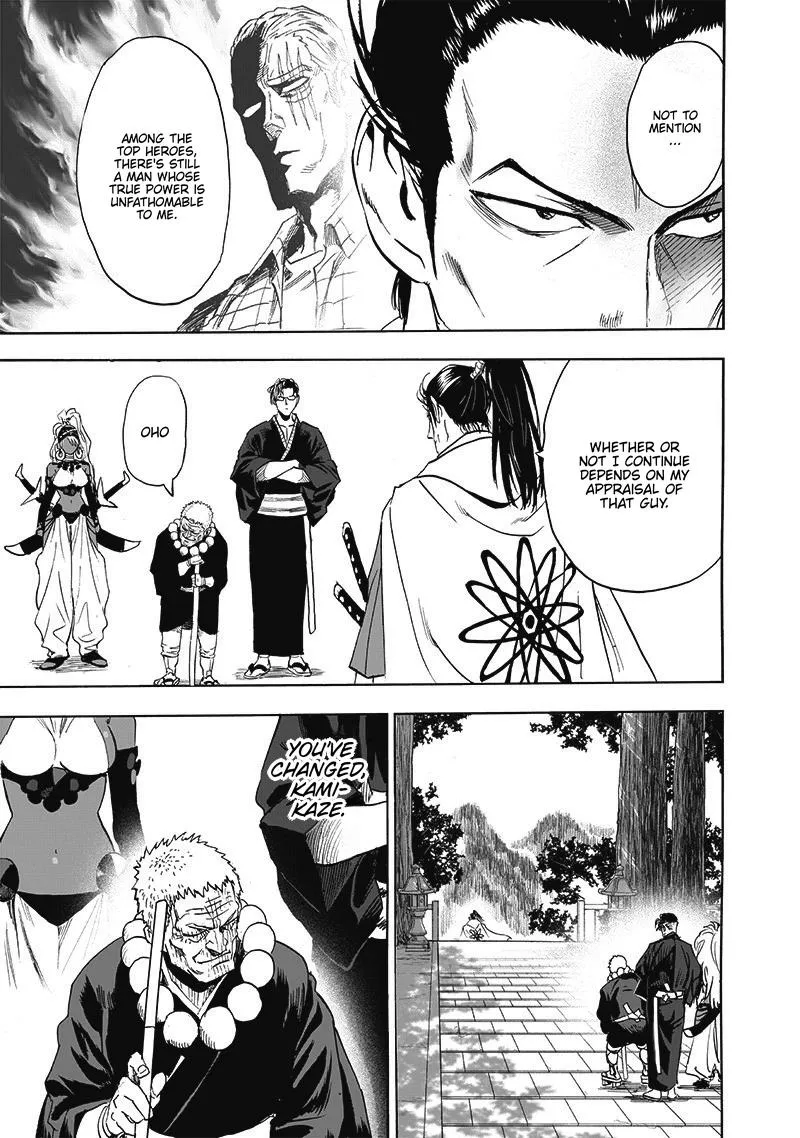 NOT TO
MENTION
...
AMONG THE
TOP HEROES,
THERE'S STILL
A MAN WHOSE
TRUE POWER IS
UNFATHOMABLE
TO ME.
WHETHER OR
NOT I CONTINUE
DEPENDS ON MY
APPRAISAL OF
THAT GUY.
OHO
YOU'VE
CHANGED,
KAMI-
KAZE.